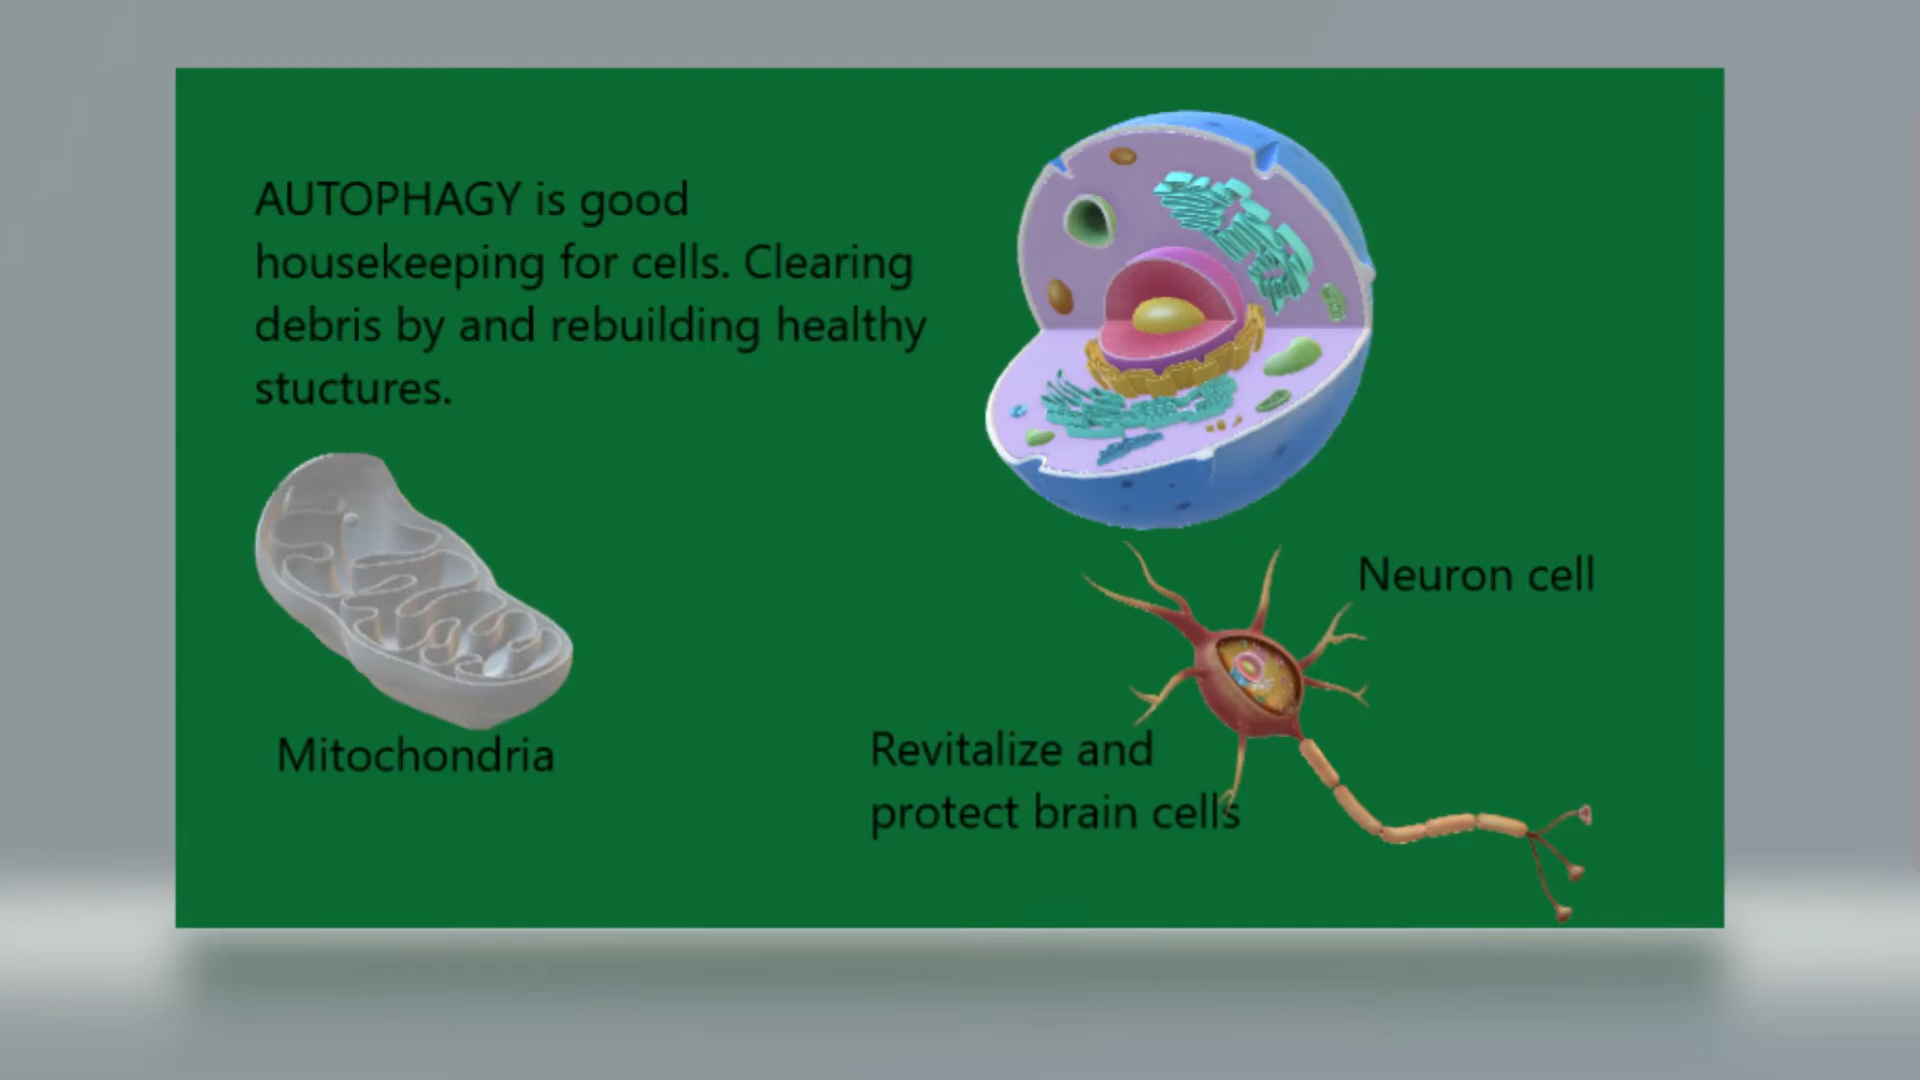 AUTOPHAGY is good
housekeeping for cells. Clearing
debris by and rebuilding healthy
stuctures.
Neuron cell
Mitochondria
Revitalize and
protect brain cells